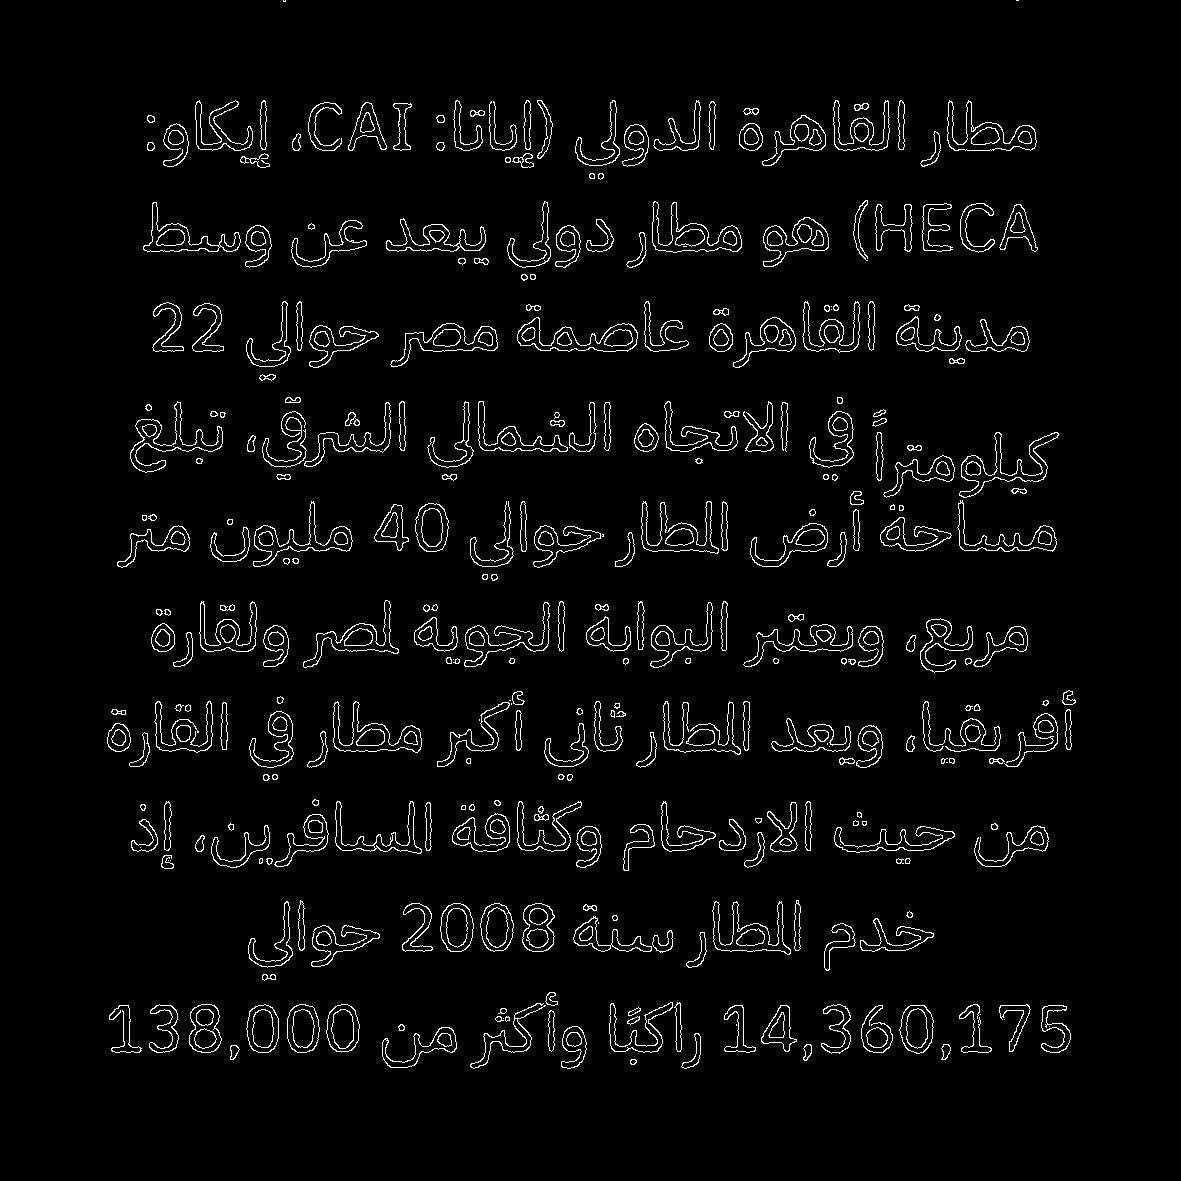 مطار القاهرة الدولي (إياتا: CAI، إيكاو:
HECA) هو مطار دولي يبعد عن وسط
مدينة القاهرة عاصمة مصر حوالي 22
كيلومتراً في الاتجاه الشمالي الشرقي، تبلغ
مساحة أرض المطار حوالي 40 مليون متر
مربع، ويعتبر البوابة الجوية لمصر ولقارة
أفريقيا، ويعد المطار ثاني أكبر مطار في القارة
من حيث الازدحام وكثافة المسافرين، إذ
خدم المطار سنة 2008 حوالي
14,360,175 راكبًا وأكثر من 138,000